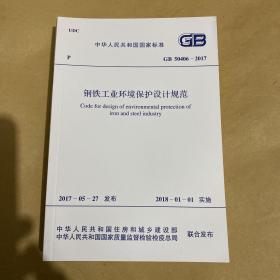 UDC
中华人民共和国国家标准
GB
P
GB 50406－2017
钢铁工业环境保护设计规范
Code for design of environmental protection of
iron and steel industry
2017－05－27 发布
2018－01－01 实施
中华人民共和国住房和城乡建设部
中华人民共和国国家质量监督检验检疫总局
联合发布